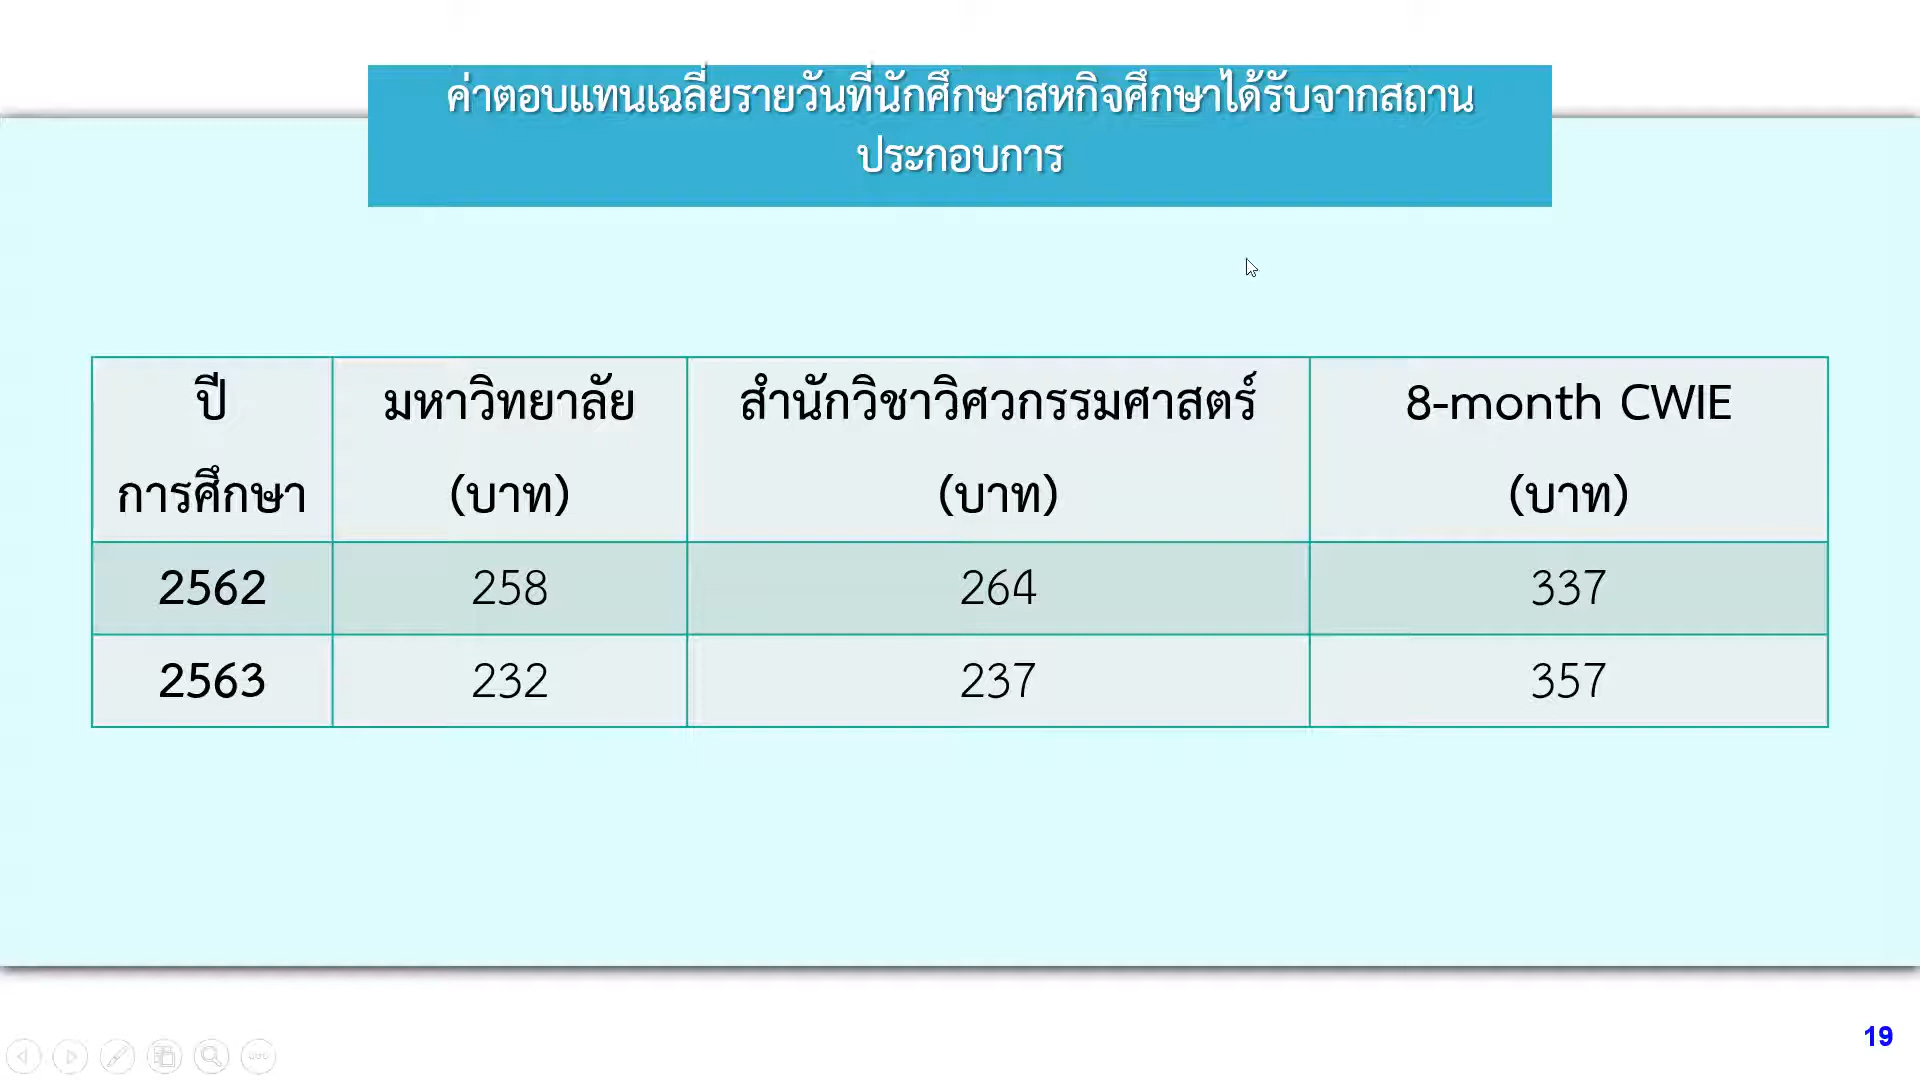 ค่าตอบแทนเฉลี่ยรายวันที่นักศึกษาสหกิจศึกษาได้รับจากสถาน
ประกอบการ
ปี
การศึกษา
มหาวิทยาลัย
(บาท)
สำนักวิชาวิศวกรรมศาสตร์
(บาท)
8-month CWIE
(บาท)
2562 258 264 337
2563 232 237 357
19